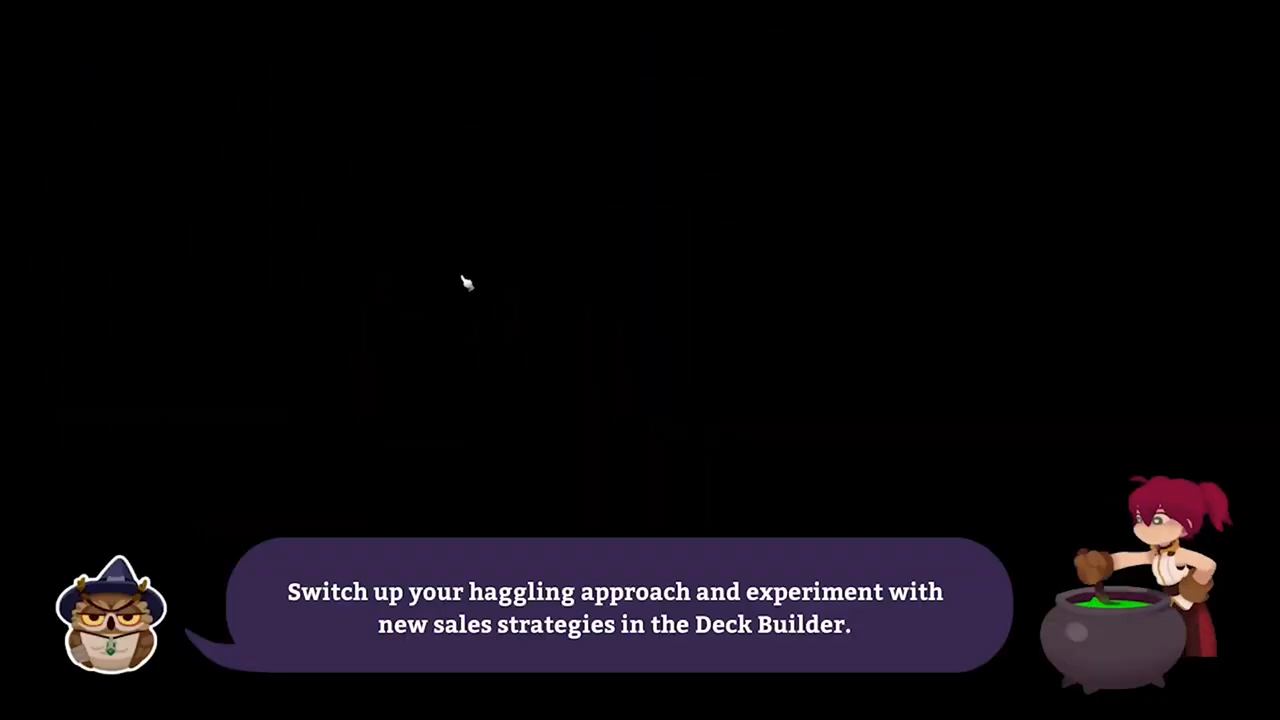 Switch up your haggling approach and experiment with
new sales strategies in the Deck Builder.